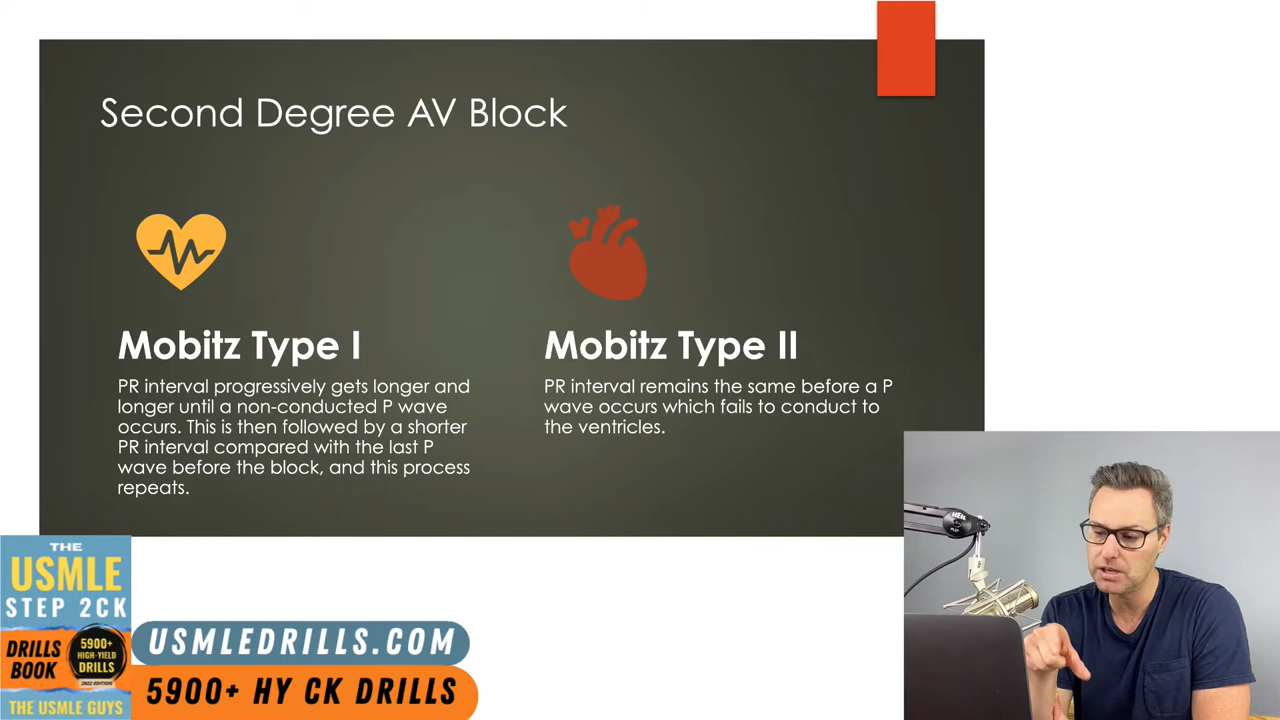 Second Degree AV Block
Mobitz Type I
PR interval progressively gets longer and
longer until a non-conducted P wave
occurs. This is then followed by a shorter
PR interval compared with the last P
wave before the block, and this process
repeats.
Mobitz Type II
PR interval remains the same before a P
wave occurs which fails to conduct to
the ventricles.
THE
USMLE
STEP 2CK
DRILLS
BOOK
5900+
HIGH-YIELD
DRILLS
2022 EDITION
THE USMLE GUYS
USMLEDRILLS.COM
5900+ HY CK DRILLS